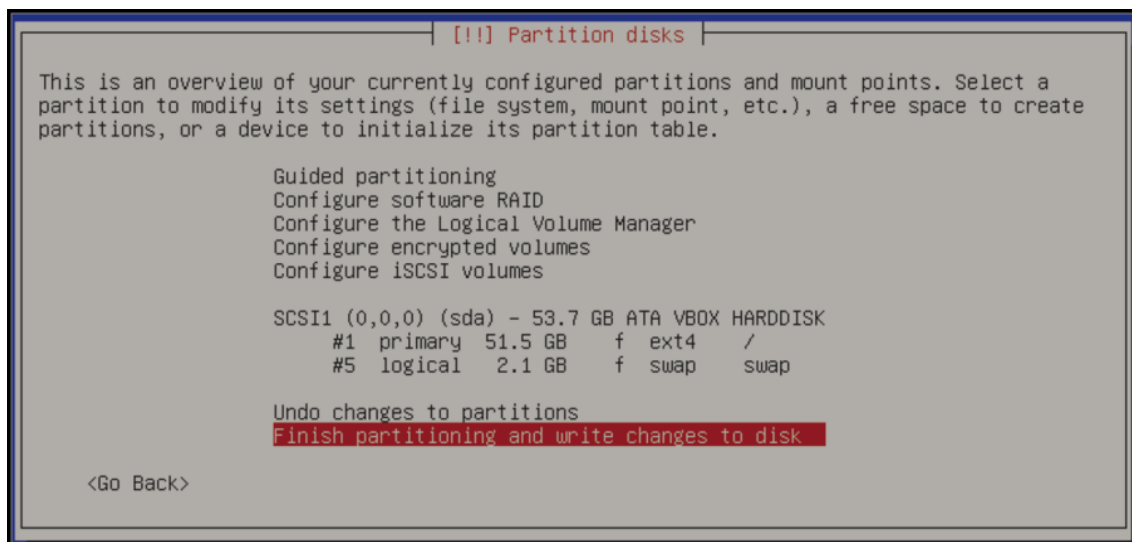 [!!] Partition disks
This is an overview of your currently configured partitions and mount points. Select a
partition to modify its settings (file system, mount point, etc.), a free space to create
partitions, or a device to initialize its partition table.
Guided partitioning
Configure software RAID
Configure the Logical Volume Manager
Configure encrypted volumes
Configure iSCSI volumes
SCSI1 (0,0,0) (sda) - 53.7 GB ATA VBOX HARDDISK
#1 primary 51.5 GB f ext4 /
#5 logical 2.1 GB f swap swap
Undo changes to partitions
Finish partitioning and write changes to disk
<Go Back>